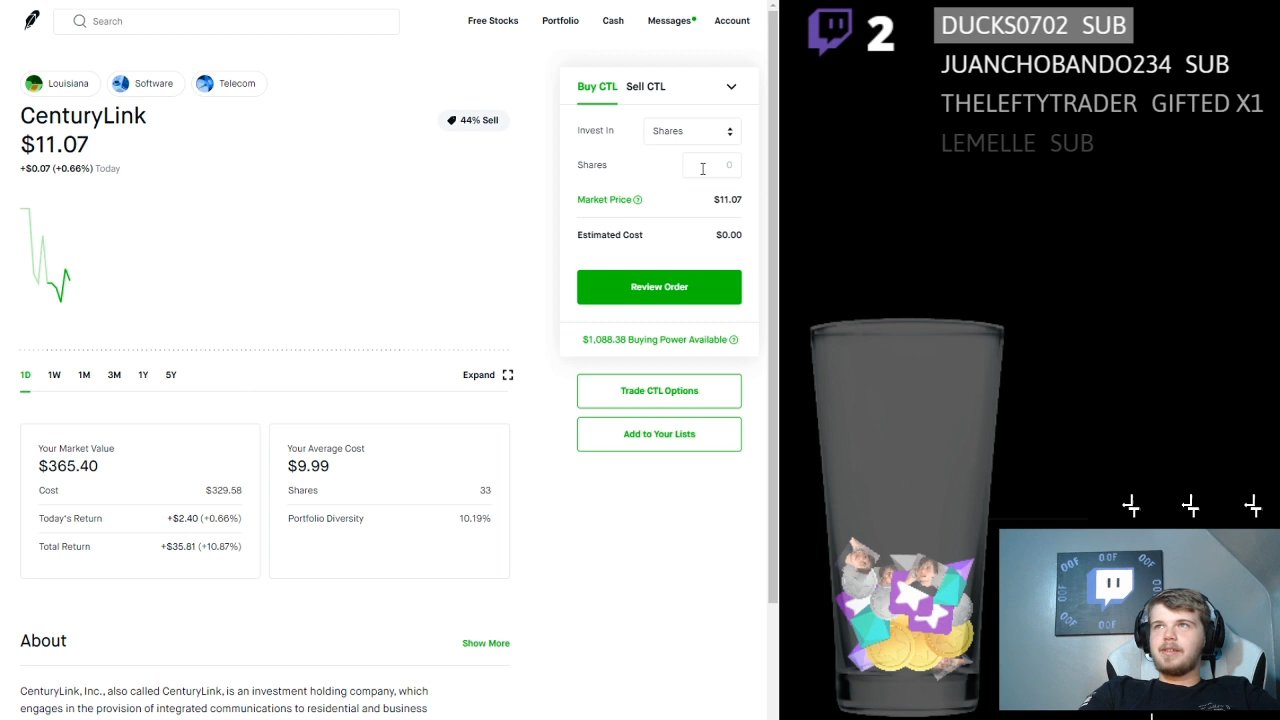 Search
Free Stocks
Portfolio
Cash
Messages
Account
Louisiana
Software
Telecom
CenturyLink
$11.07
+$0.07 (+0.66%) Today
44% Sell
1D
1W
1M
3M
1Y
5Y
Expand
Buy CTL
Sell CTL
Invest In
Shares
Shares
0
Market Price
$11.07
Estimated Cost
$0.00
Review Order
$1,088.38 Buying Power Available
Trade CTL Options
Add to Your Lists
Your Market Value
$365.40
Cost
$329.58
Today's Return
+$2.40 (+0.66%)
Total Return
+$35.81 (+10.87%)
Your Average Cost
$9.99
Shares
33
Portfolio Diversity
10.19%
About
Show More
CenturyLink, Inc., also called CenturyLink, is an investment holding company, which
engages in the provision of integrated communications to residential and business
2
DUCKS0702 SUB
JUANCHOBANDO234 SUB
THELEFTYTRADER GIFTED X1
LEMELLE SUB
OOF
OOF
OOF
OOF
OOF
OOF
OOF